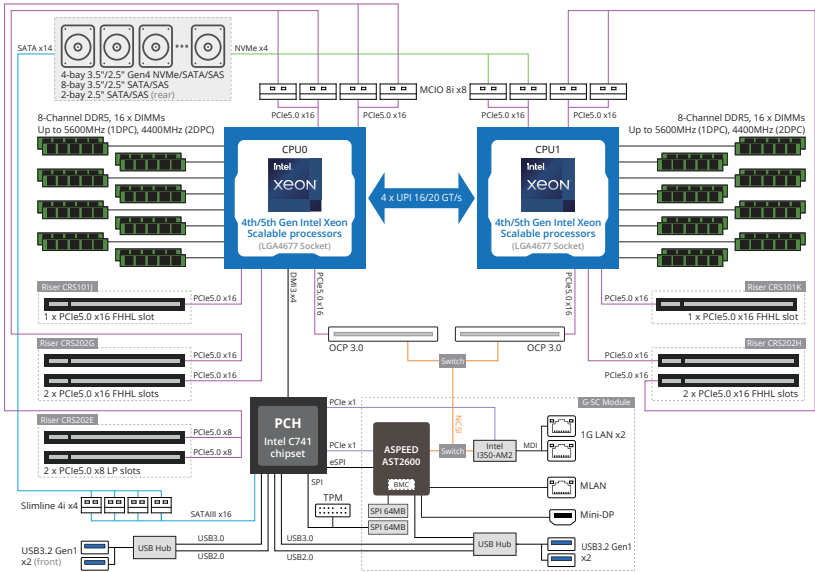 SATA x14
NVMe x4
4-bay 3.5"/2.5" Gen4 NVMe/SATA/SAS
8-bay 3.5"/2.5" SATA/SAS
2-bay 2.5" SATA/SAS (rear)
MCIO 8i x8
PCIe5.0 x16
PCIe5.0 x16
PCIe5.0 x16
PCIe5.0 x16
8-Channel DDR5, 16 x DIMMs
Up to 5600MHz (1DPC), 4400MHz (2DPC)
8-Channel DDR5, 16 x DIMMs
Up to 5600MHz (1DPC), 4400MHz (2DPC)
CPU0
intel
XEON
4th/5th Gen Intel Xeon
Scalable processors
(LGA4677 Socket)
4 x UPI 16/20 GT/s
CPU1
intel
XEON
4th/5th Gen Intel Xeon
Scalable processors
(LGA4677 Socket)
Riser CRS101J
PCIe5.0 x16
1 x PCIe5.0 x16 FHHL slot
DMI3 x4
PCIe5.0 x16
PCIe5.0 x16
Riser CRS101K
PCIe5.0 x16
1 x PCIe5.0 x16 FHHL slot
OCP 3.0
OCP 3.0
Riser CRS202G
PCIe5.0 x16
PCIe5.0 x16
2 x PCIe5.0 x16 FHHL slots
Switch
Riser CRS202H
PCIe5.0 x16
PCIe5.0 x16
2 x PCIe5.0 x16 FHHL slots
Riser CRS202E
PCIe5.0 x8
PCIe5.0 x8
2 x PCIe5.0 x8 LP slots
PCH
Intel C741
chipset
PCIe x1
PCIe x1
eSPI
SPI
G-SC Module
NCSI
ASPEED
AST2600
BMC
Switch
Intel
I350-AM2
MDI
1G LAN x2
MLAN
Mini-DP
TPM
SPI 64MB
SPI 64MB
Slimline 4i x4
SATAIII x16
USB3.2 Gen1
x2 (front)
USB Hub
USB3.0
USB2.0
USB3.0
USB2.0
USB Hub
USB3.2 Gen1
x2